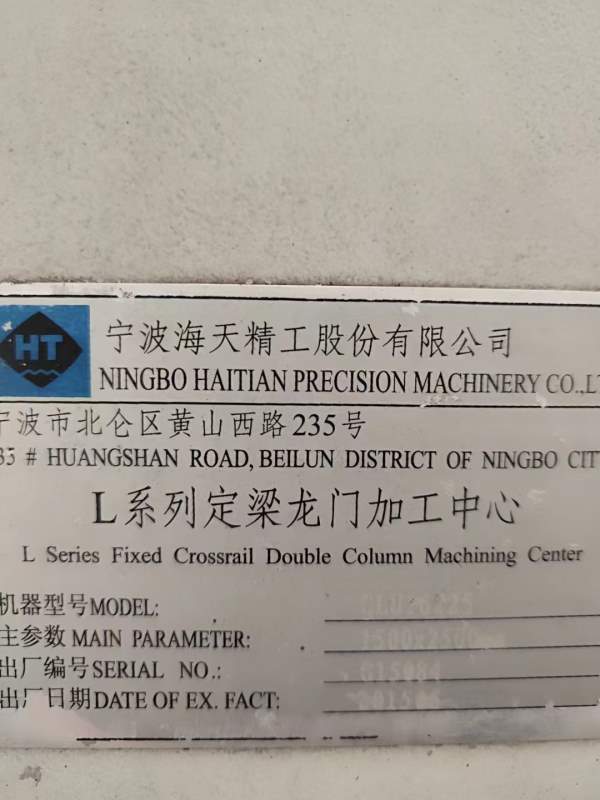 HT
宁波海天精工股份有限公司
NINGBO HAITIAN PRECISION MACHINERY CO.,LT
宁波市北仑区黄山西路235号
35 # HUANGSHAN ROAD, BEILUN DISTRICT OF NINGBO CITY
L系列定梁龙门加工中心
L Series Fixed Crossrail Double Column Machining Center
机器型号MODEL:
主参数 MAIN PARAMETER:
出厂编号SERIAL NO.:
出厂日期DATE OF EX. FACT: